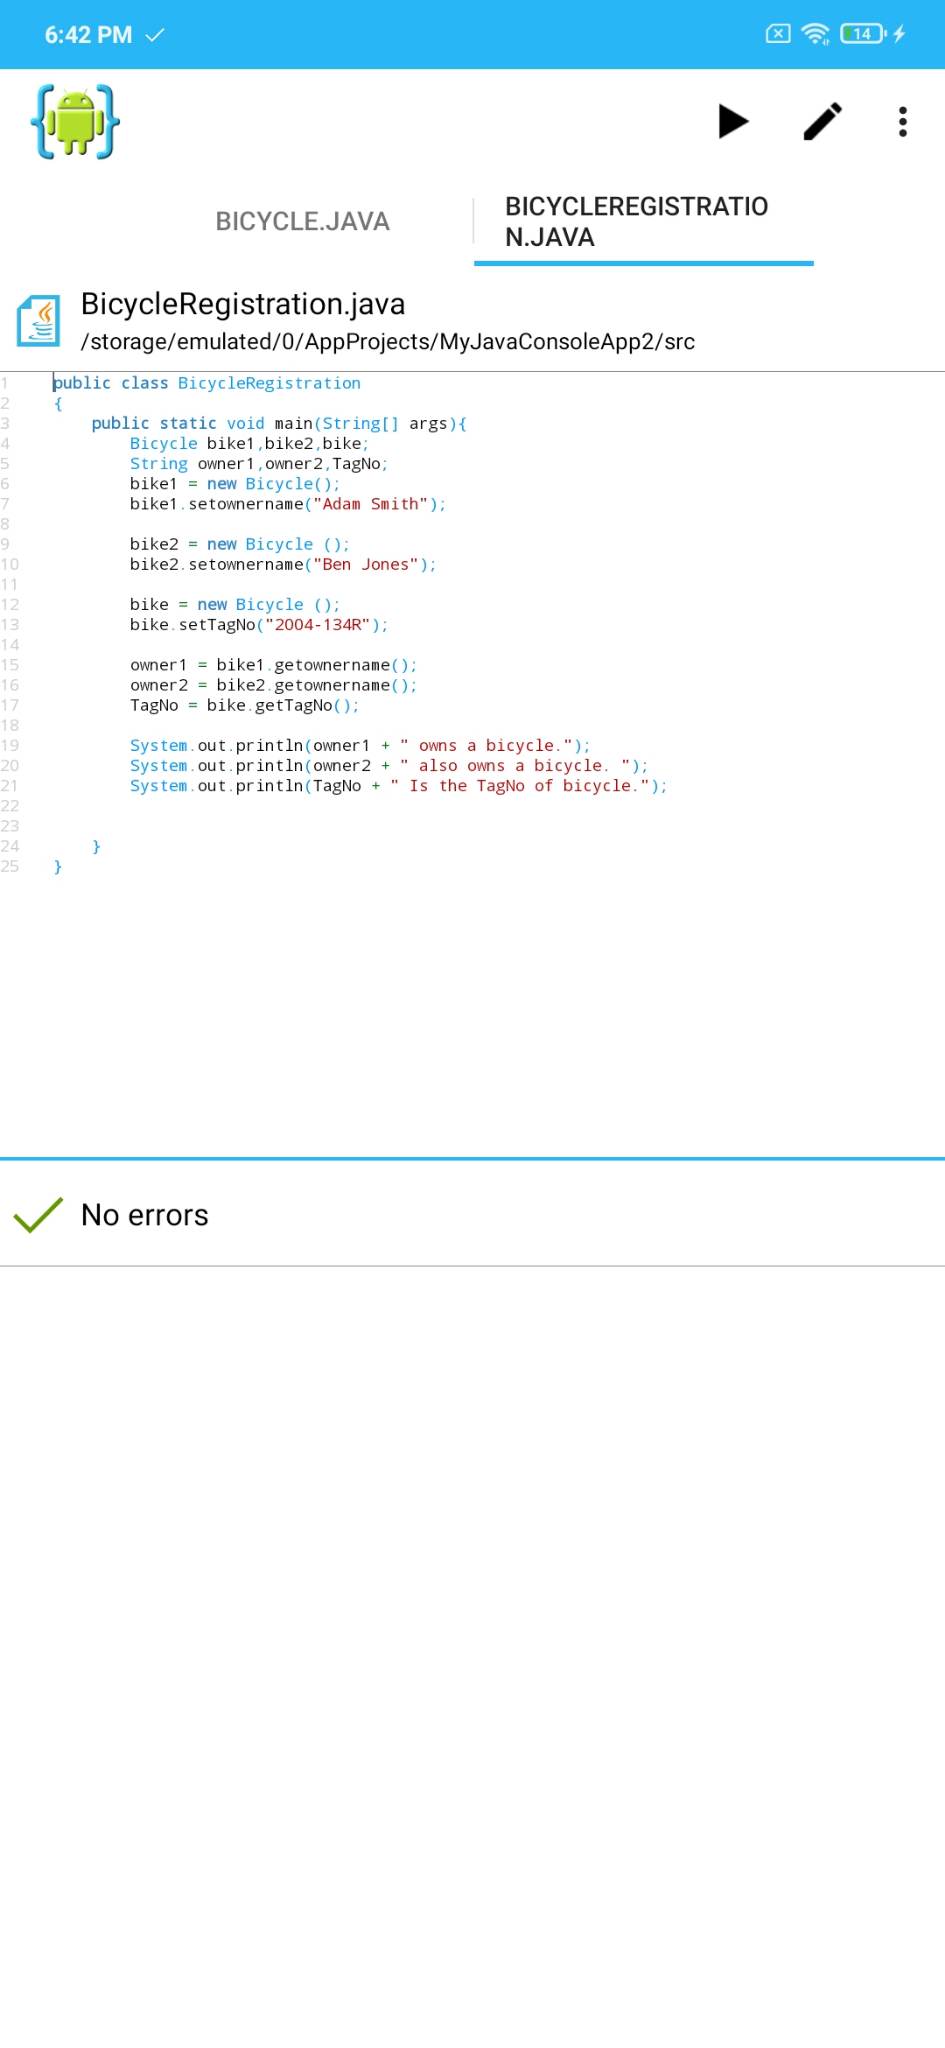 6:42 PM
14
BICYCLE.JAVA
BICYCLEREGISTRATIO
N.JAVA
BicycleRegistration.java
/storage/emulated/0/AppProjects/MyJavaConsoleApp2/src
1 public class BicycleRegistration
2 {
3     public static void main(String[] args){
4         Bicycle bike1,bike2,bike;
5         String owner1,owner2,TagNo;
6         bike1 = new Bicycle();
7         bike1.setownername("Adam Smith");
8
9         bike2 = new Bicycle ();
10         bike2.setownername("Ben Jones");
11
12         bike = new Bicycle ();
13         bike.setTagNo("2004-134R");
14
15         owner1 = bike1.getownername();
16         owner2 = bike2.getownername();
17         TagNo = bike.getTagNo();
18
19         System.out.println(owner1 + " owns a bicycle.");
20         System.out.println(owner2 + " also owns a bicycle. ");
21         System.out.println(TagNo + " Is the TagNo of bicycle.");
22
23
24     }
25 }
No errors